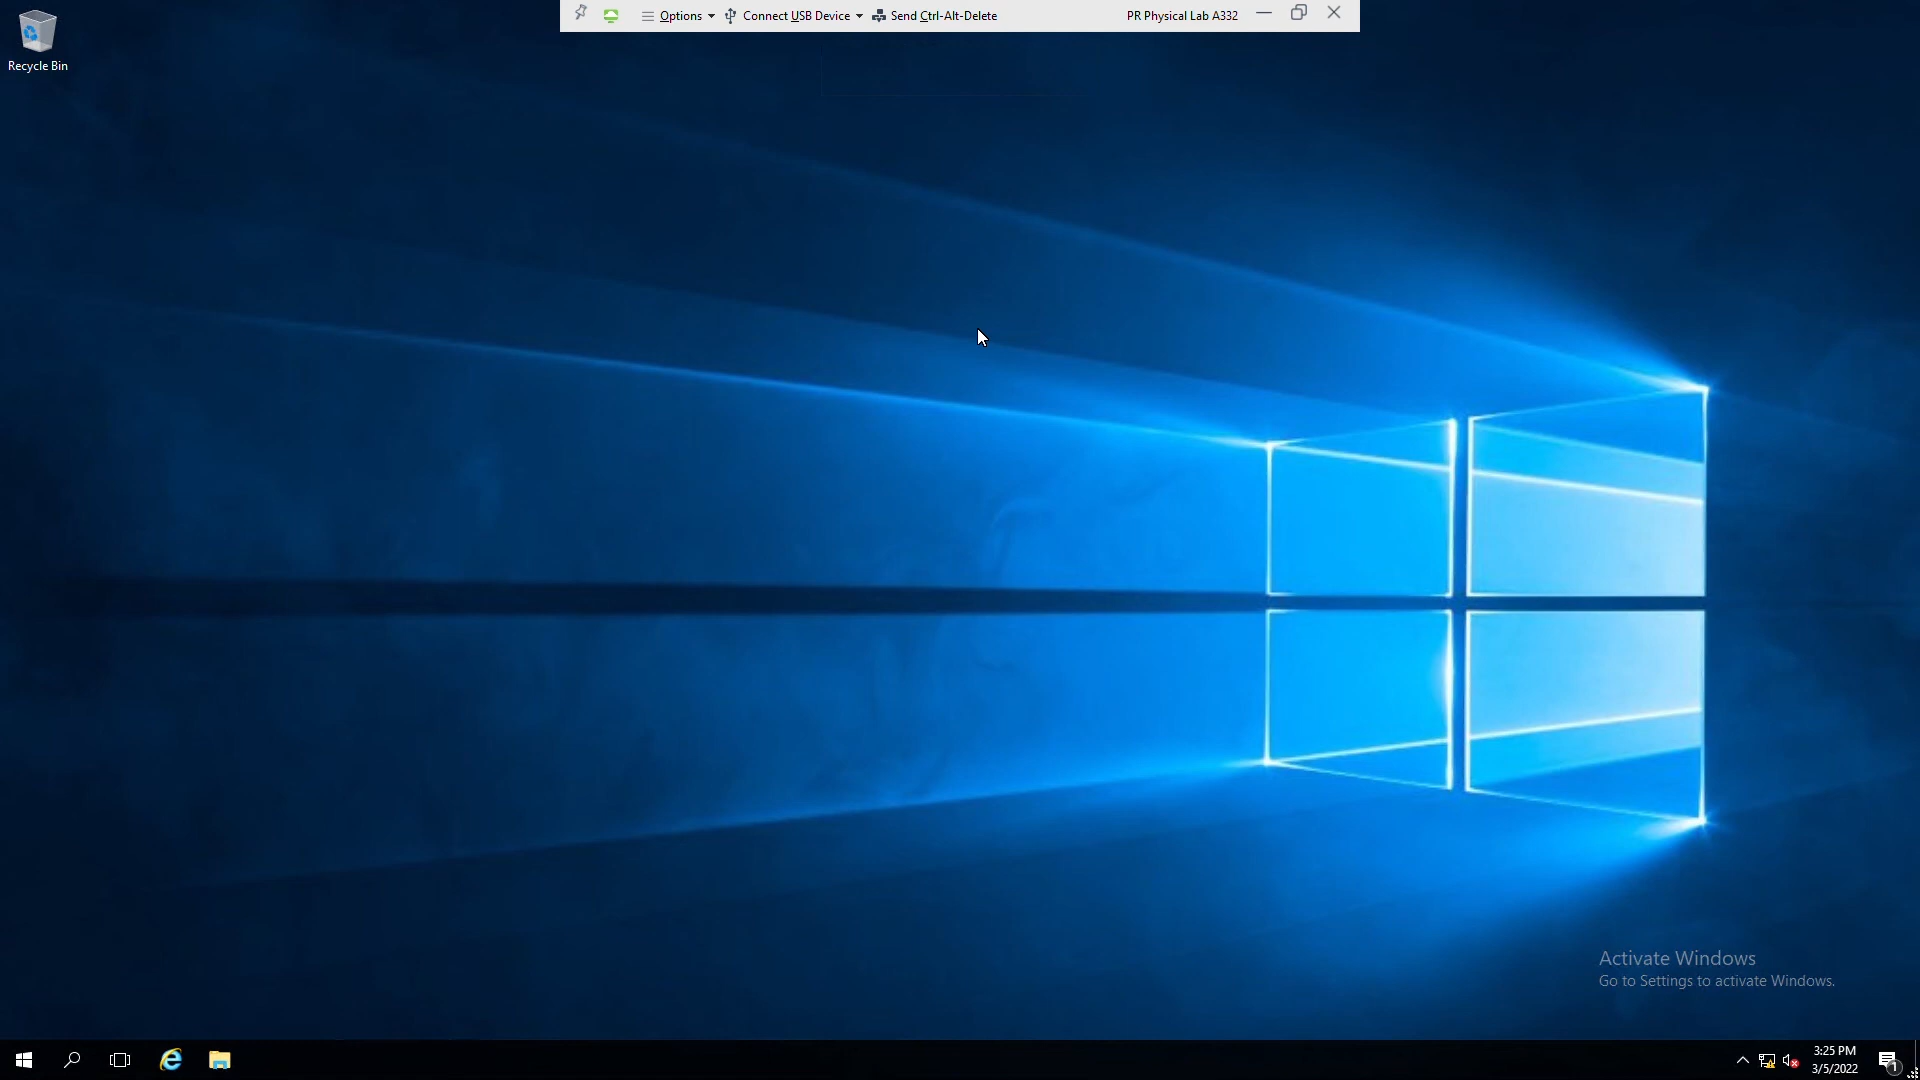 Options
Connect USB Device
Send Ctrl-Alt-Delete
PR Physical Lab A332
Recycle Bin
Activate Windows
Go to Settings to activate Windows.
3:25 PM
3/5/2022
1